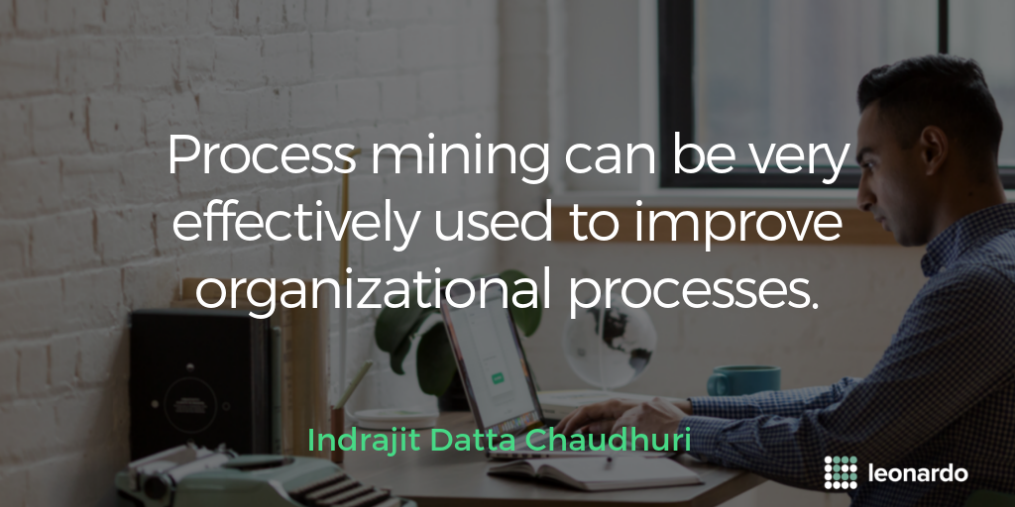 Process mining can be very
effectively used to improve
organizational processes.
Indrajit Datta Chaudhuri
leonardo